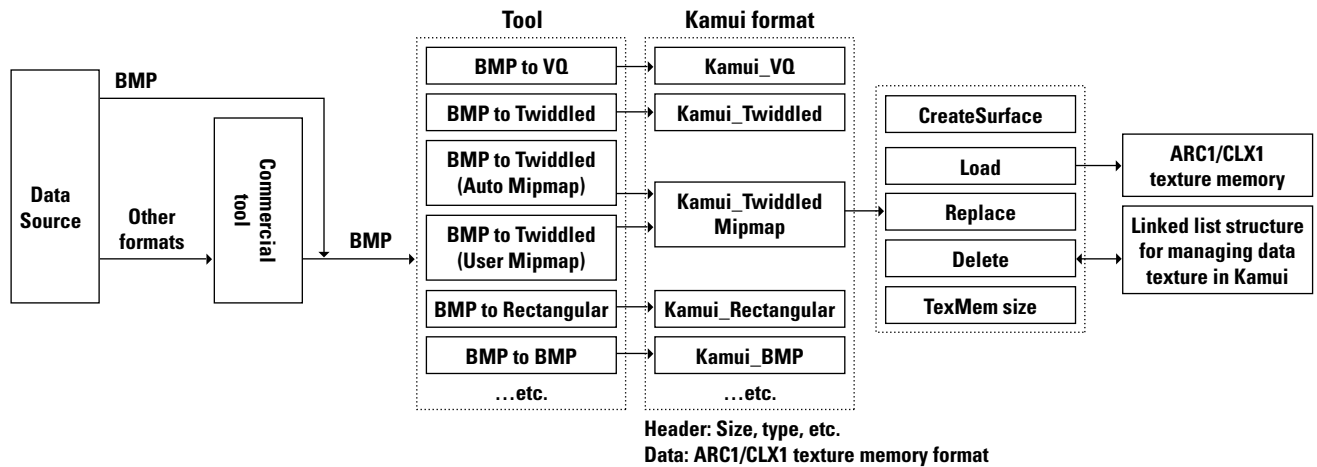 Tool
Kamui format
BMP
Data
Source
Other
formats
Commercial
tool
BMP
BMP to VQ
BMP to Twiddled
BMP to Twiddled
(Auto Mipmap)
BMP to Twiddled
(User Mipmap)
BMP to Rectangular
BMP to BMP
...etc.
Kamui_VQ
Kamui_Twiddled
Kamui_Twiddled
Mipmap
Kamui_Rectangular
Kamui_BMP
...etc.
Header: Size, type, etc.
Data: ARC1/CLX1 texture memory format
CreateSurface
Load
Replace
Delete
TexMem size
ARC1/CLX1
texture memory
Linked list structure
for managing data
texture in Kamui